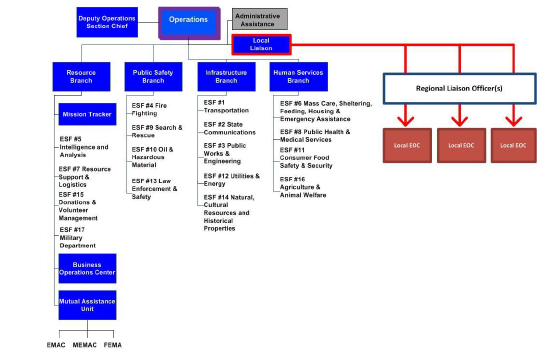 Deputy Operations
Section Chief
Operations
Administrative
Assistance
Local
Liaison
Resource
Branch
Public Safety
Branch
Infrastructure
Branch
Human Services
Branch
Regional Liaison Officer(s)
Local EOC
Local EOC
Local EOC
Mission Tracker
ESF #5
Intelligence and
Analysis
ESF #7 Resource
Support &
Logistics
ESF #15
Donations &
Volunteer
Management
ESF #17
Military
Department
Business
Operations Center
Mutual Assistance
Unit
EMAC
MEMAC
FEMA
ESF #4 Fire
Fighting
ESF #9 Search &
Rescue
ESF #10 Oil &
Hazardous
Material
ESF #13 Law
Enforcement &
Safety
ESF #1
Transportation
ESF #2 State
Communications
ESF #3 Public
Works &
Engineering
ESF #12 Utilities &
Energy
ESF #14 Natural,
Cultural
Resources and
Historical
Properties
ESF #6 Mass Care, Sheltering,
Feeding, Housing &
Emergency Assistance
ESF #8 Public Health &
Medical Services
ESF #11
Consumer Food
Safety & Security
ESF #16
Agriculture &
Animal Welfare